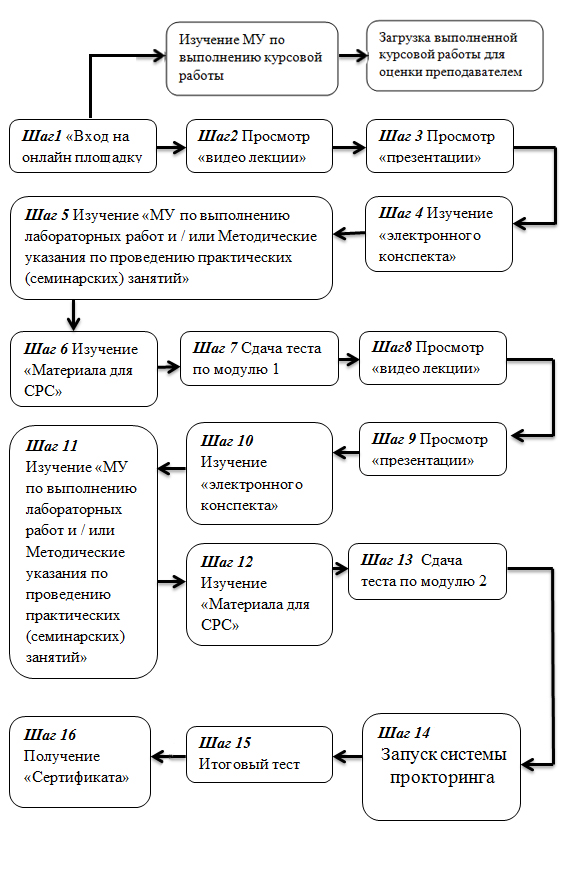 Изучение МУ по
выполнению курсовой
работы
Загрузка выполненной
курсовой работы для
оценки преподавателем
Шаг1 «Вход на
онлайн площадку
Шаг2 Просмотр
«видео лекции»
Шаг 3 Просмотр
«презентации»
Шаг 4 Изучение
«электронного
конспекта»
Шаг 5 Изучение «МУ по выполнению
лабораторных работ и / или Методические
указания по проведению практических
(семинарских) занятий»
Шаг 6 Изучение
«Материала для
СРС»
Шаг 7 Сдача теста
по модулю 1
Шаг8 Просмотр
«видео лекции»
Шаг 9 Просмотр
«презентации»
Шаг 10
Изучение
«электронного
конспекта»
Шаг 11
Изучение «МУ
по выполнению
лабораторных
работ и / или
Методические
указания по
проведению
практических
(семинарских)
занятий»
Шаг 12
Изучение
«Материала для
СРС»
Шаг 13 Сдача
теста по модулю 2
Шаг 14
Запуск системы
прокторинга
Шаг 15
Итоговый тест
Шаг 16
Получение
«Сертификата»